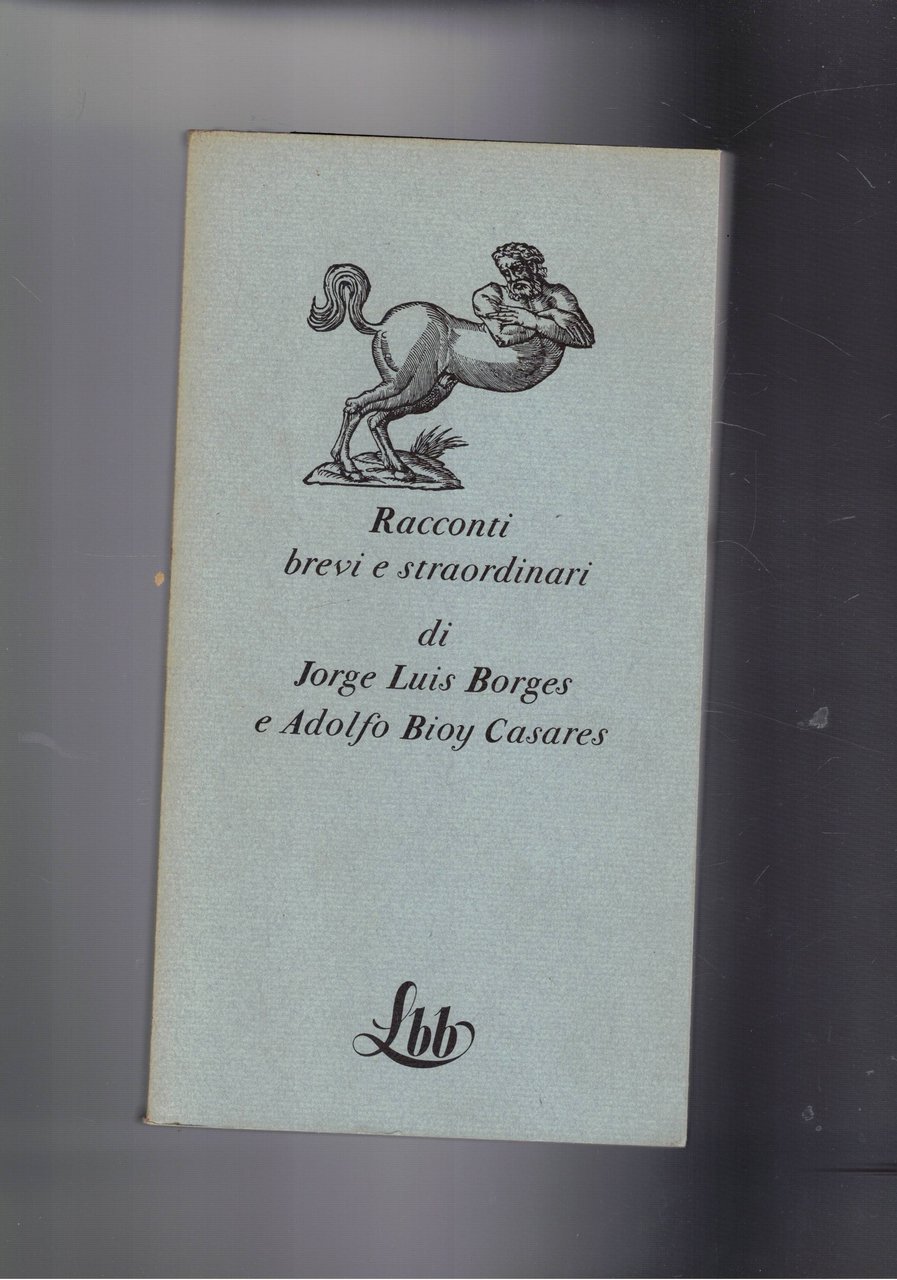 Racconti
brevi e straordinari
di
Jorge Luis Borges
e Adolfo Bioy Casares
Lbb